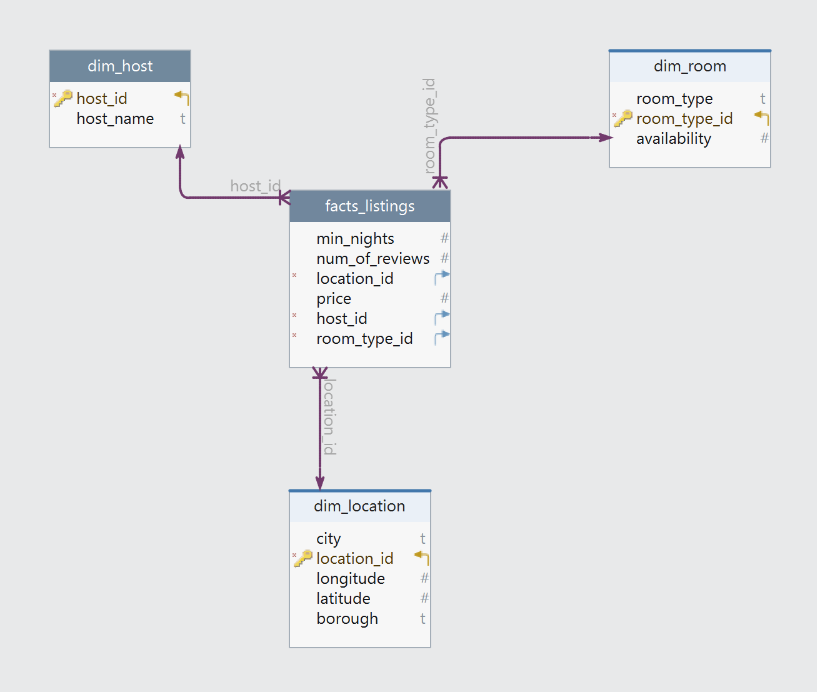 dim_host
host_id
host_name t
dim_room
room_type t
room_type_id
availability #
host_id
room_type_id
facts_listings
min_nights #
num_of_reviews #
location_id
price #
host_id
room_type_id
location_id
dim_location
city t
location_id
longitude #
latitude #
borough t